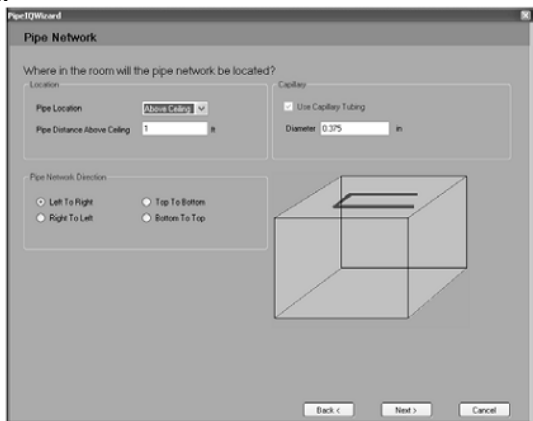 PipeIQWizard
Pipe Network
Where in the room will the pipe network be located?
Location
Pipe Location Above Ceiling
Pipe Distance Above Ceiling 1 ft
Capillary
Use Capillary Tubing
Diameter 0.375 in
Pipe Network Direction
Left To Right Top To Bottom
Right To Left Bottom To Top
Back < Next > Cancel